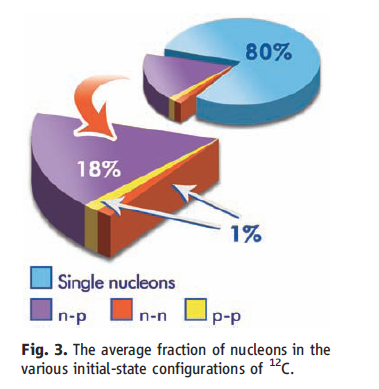 80%
18%
1%
Single nucleons
n-p n-n p-p
Fig. 3. The average fraction of nucleons in the
various initial-state configurations of ¹²C.